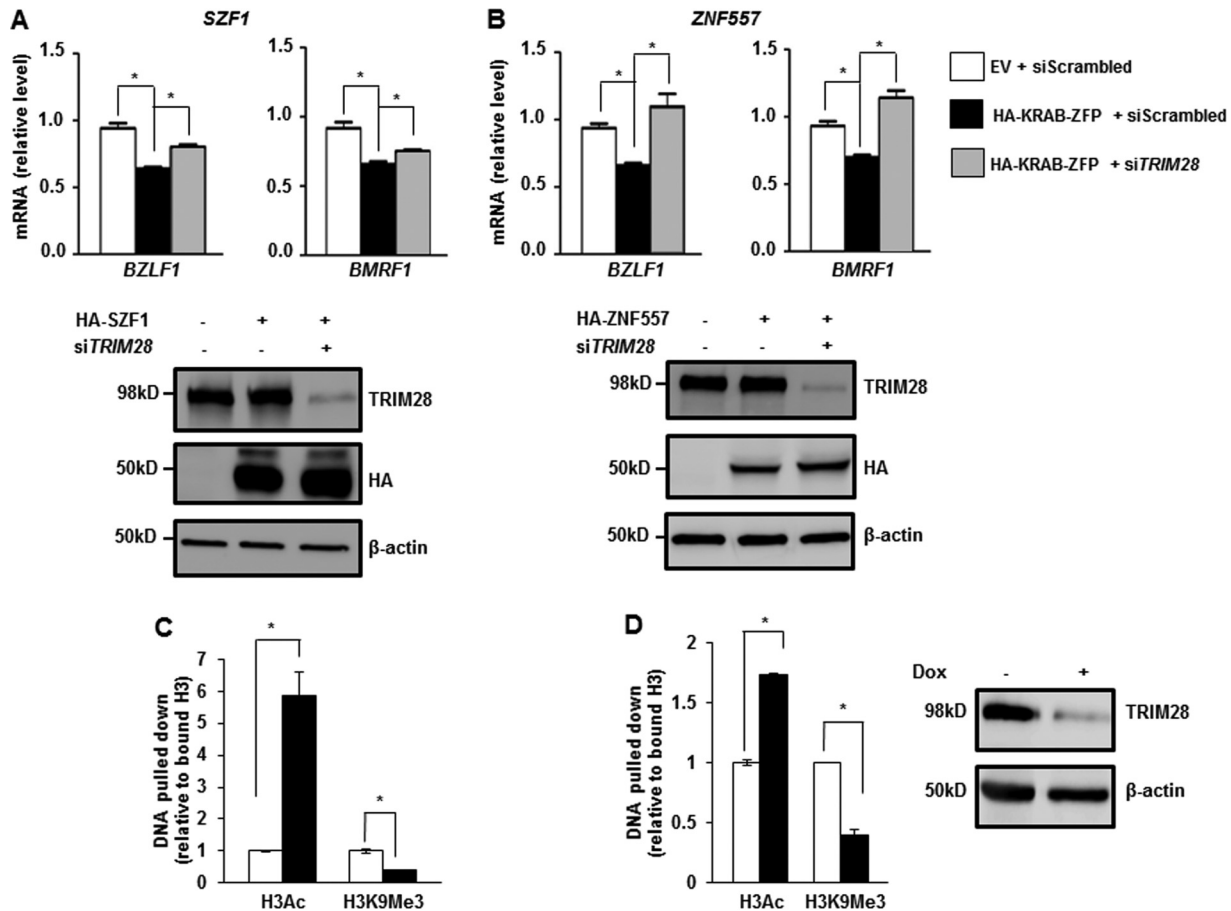 A
SZF1
mRNA (relative level)
1.5
1.0
0.5
0.0
*
*
BZLF1
1.5
1.0
0.5
0.0
*
*
BMRF1
B
ZNF557
mRNA (relative level)
1.5
1.0
0.5
0.0
*
*
BZLF1
1.5
1.0
0.5
0.0
*
*
BMRF1
EV + siScrambled
HA-KRAB-ZFP + siScrambled
HA-KRAB-ZFP + siTRIM28
HA-SZF1 - + +
siTRIM28 - - +
98kD TRIM28
50kD HA
50kD β-actin
HA-ZNF557 - + +
siTRIM28 - - +
98kD TRIM28
50kD HA
50kD β-actin
C
DNA pulled down
(relative to bound H3)
7
6
5
4
3
2
1
0
*
*
H3Ac H3K9Me3
D
DNA pulled down
(relative to bound H3)
2
1.5
1
0.5
0
*
*
H3Ac H3K9Me3
Dox - +
98kD TRIM28
50kD β-actin